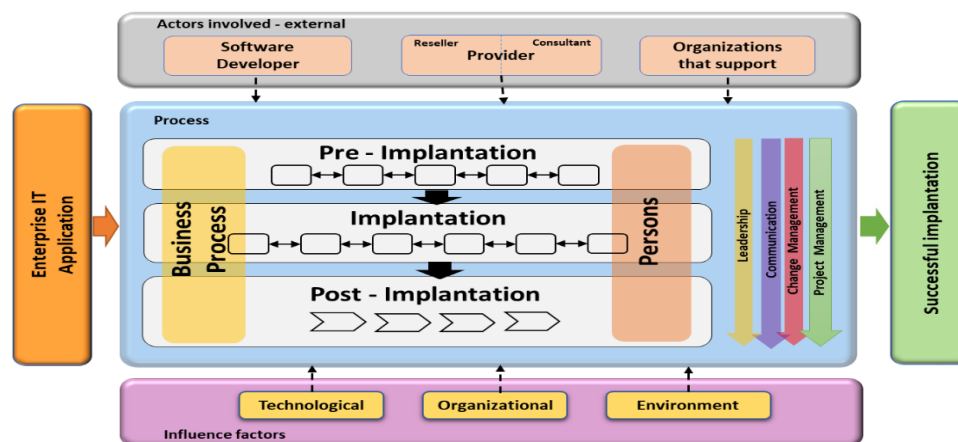 Actors involved - external
Software
Developer
Reseller
Consultant
Provider
Organizations
that support
Enterprise IT
Application
Process
Pre - Implantation
Business
Process
Implantation
Persons
Post - Implantation
Leadership
Communication
Change Management
Project Management
Successful implantation
Technological
Organizational
Environment
Influence factors